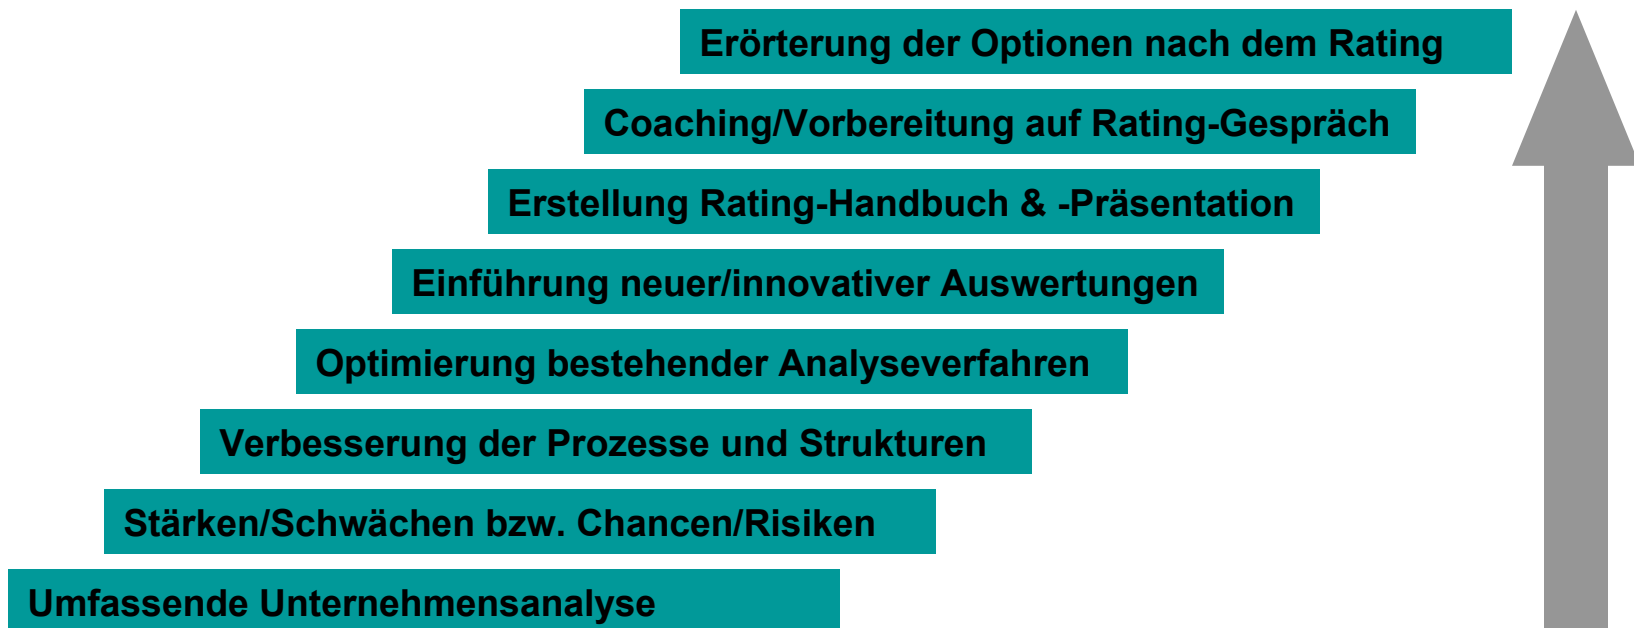 Erörterung der Optionen nach dem Rating
Coaching/Vorbereitung auf Rating-Gespräch
Erstellung Rating-Handbuch & -Präsentation
Einführung neuer/innovativer Auswertungen
Optimierung bestehender Analyseverfahren
Verbesserung der Prozesse und Strukturen
Stärken/Schwächen bzw. Chancen/Risiken
Umfassende Unternehmensanalyse